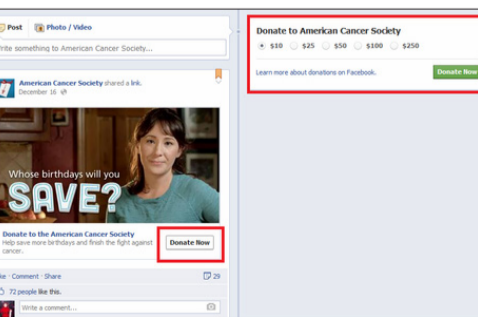 Post Photo / Video
Write something to American Cancer Society...
American Cancer Society shared a link.
December 16
Whose birthdays will you
SAVE?
Donate to the American Cancer Society
Help save more birthdays and finish the fight against
cancer.
Donate Now
Comment · Share
29
72 people like this.
Write a comment...
Donate to American Cancer Society
$10 $25 $50 $100 $250
Learn more about donations on Facebook.
Donate Now